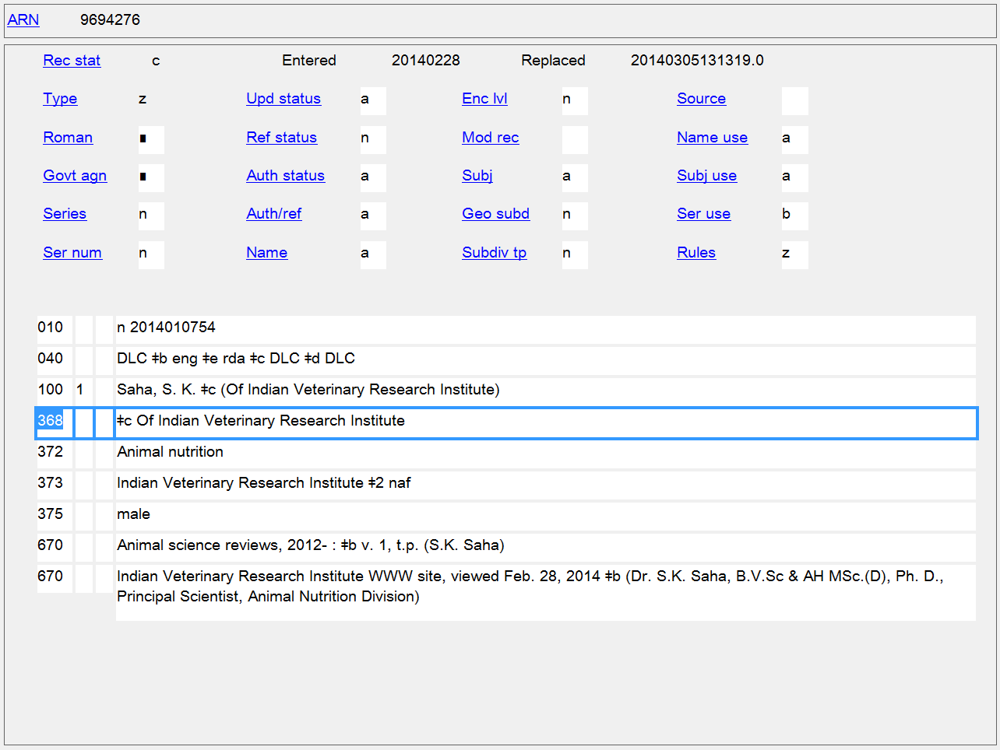 ARN 9694276
Rec stat c Entered 20140228 Replaced 20140305131319.0
Type z Upd status a Enc lvl n Source
Roman ∎ Ref status n Mod rec Name use a
Govt agn ∎ Auth status a Subj a Subj use a
Series n Auth/ref a Geo subd n Ser use b
Ser num n Name a Subdiv tp n Rules z
010 n 2014010754
040 DLC ǂb eng ǂe rda ǂc DLC ǂd DLC
100 1 Saha, S. K. ǂc (Of Indian Veterinary Research Institute)
368 ǂc Of Indian Veterinary Research Institute
372 Animal nutrition
373 Indian Veterinary Research Institute ǂ2 naf
375 male
670 Animal science reviews, 2012- : ǂb v. 1, t.p. (S.K. Saha)
670 Indian Veterinary Research Institute WWW site, viewed Feb. 28, 2014 ǂb (Dr. S.K. Saha, B.V.Sc & AH MSc.(D), Ph. D.,
Principal Scientist, Animal Nutrition Division)